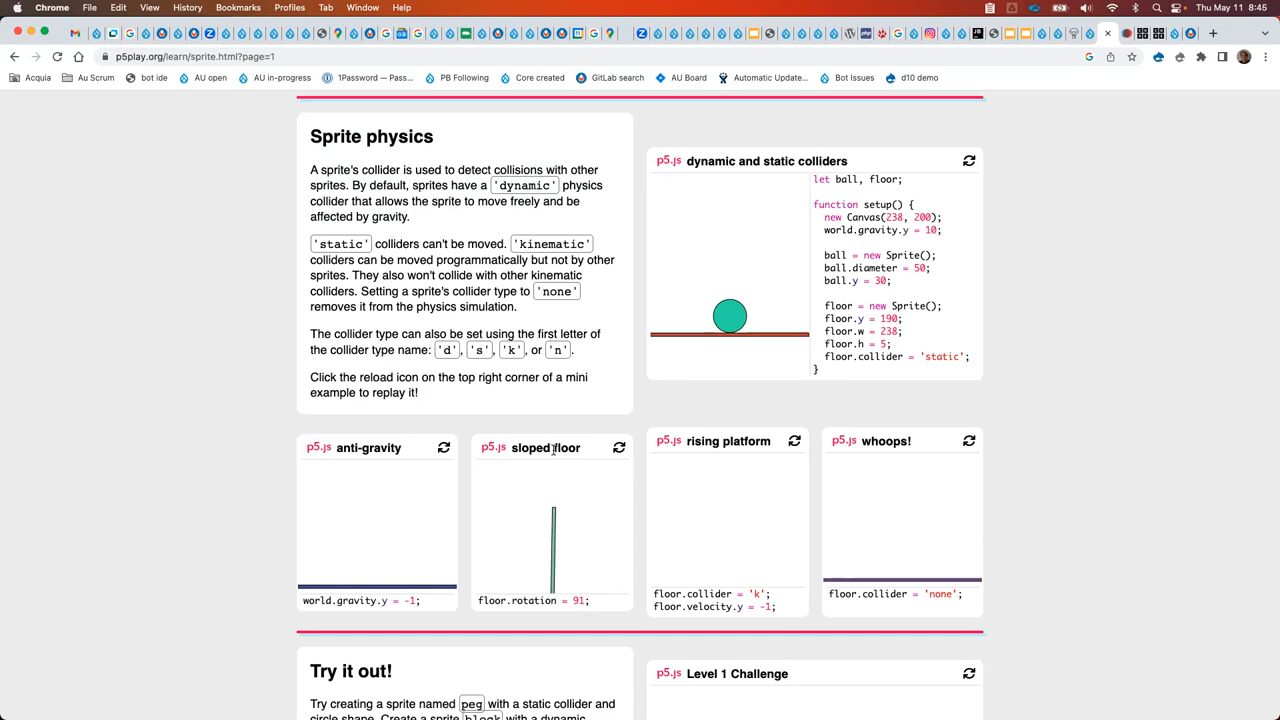 Chrome File Edit View History Bookmarks Profiles Tab Window Help Thu May 11 8:45
p5play.org/learn/sprite.html?page=1
Acquia Au Scrum bot ide AU open AU in-progress 1Password — Pass... PB Following Core created GitLab search AU Board Automatic Update... Bot Issues d10 demo
Sprite physics
A sprite's collider is used to detect collisions with other
sprites. By default, sprites have a 'dynamic' physics
collider that allows the sprite to move freely and be
affected by gravity.
'static' colliders can't be moved. 'kinematic'
colliders can be moved programmatically but not by other
sprites. They also won't collide with other kinematic
colliders. Setting a sprite's collider type to 'none'
removes it from the physics simulation.
The collider type can also be set using the first letter of
the collider type name: 'd', 's', 'k', or 'n'.
Click the reload icon on the top right corner of a mini
example to replay it!
p5.js dynamic and static colliders
let ball, floor;
function setup() {
new Canvas(238, 200);
world.gravity.y = 10;
ball = new Sprite();
ball.diameter = 50;
ball.y = 30;
floor = new Sprite();
floor.y = 190;
floor.w = 238;
floor.h = 5;
floor.collider = 'static';
}
p5.js anti-gravity
world.gravity.y = -1;
p5.js sloped floor
floor.rotation = 91;
p5.js rising platform
floor.collider = 'k';
floor.velocity.y = -1;
p5.js whoops!
floor.collider = 'none';
Try it out!
Try creating a sprite named peg with a static collider and
circle shape. Create a sprite block with a dynamic
p5.js Level 1 Challenge